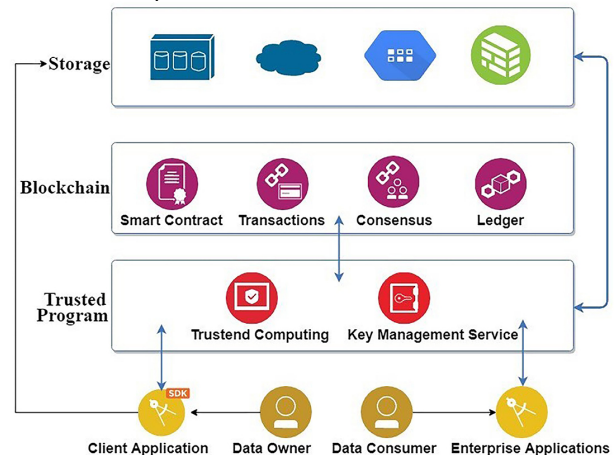 Storage
Blockchain
Smart Contract
Transactions
Consensus
Ledger
Trusted
Program
Trustend Computing
Key Management Service
SDK
Client Application
Data Owner
Data Consumer
Enterprise Applications